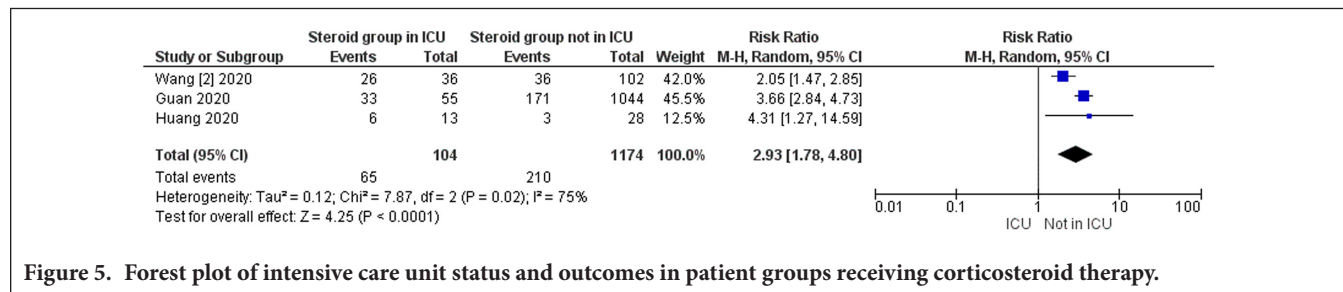 Steroid group in ICU Steroid group not in ICU Risk Ratio Risk Ratio
Study or Subgroup Events Total Events Total Weight M-H, Random, 95% CI M-H, Random, 95% CI
Wang [2] 2020 26 36 36 102 42.0% 2.05 [1.47, 2.85]
Guan 2020 33 55 171 1044 45.5% 3.66 [2.84, 4.73]
Huang 2020 6 13 3 28 12.5% 4.31 [1.27, 14.59]
Total (95% CI) 104 1174 100.0% 2.93 [1.78, 4.80]
Total events 65 210
Heterogeneity: Tau² = 0.12; Chi² = 7.87, df = 2 (P = 0.02); I² = 75%
Test for overall effect: Z = 4.25 (P < 0.0001)
0.01 0.1 1 10 100
ICU Not in ICU
Figure 5. Forest plot of intensive care unit status and outcomes in patient groups receiving corticosteroid therapy.